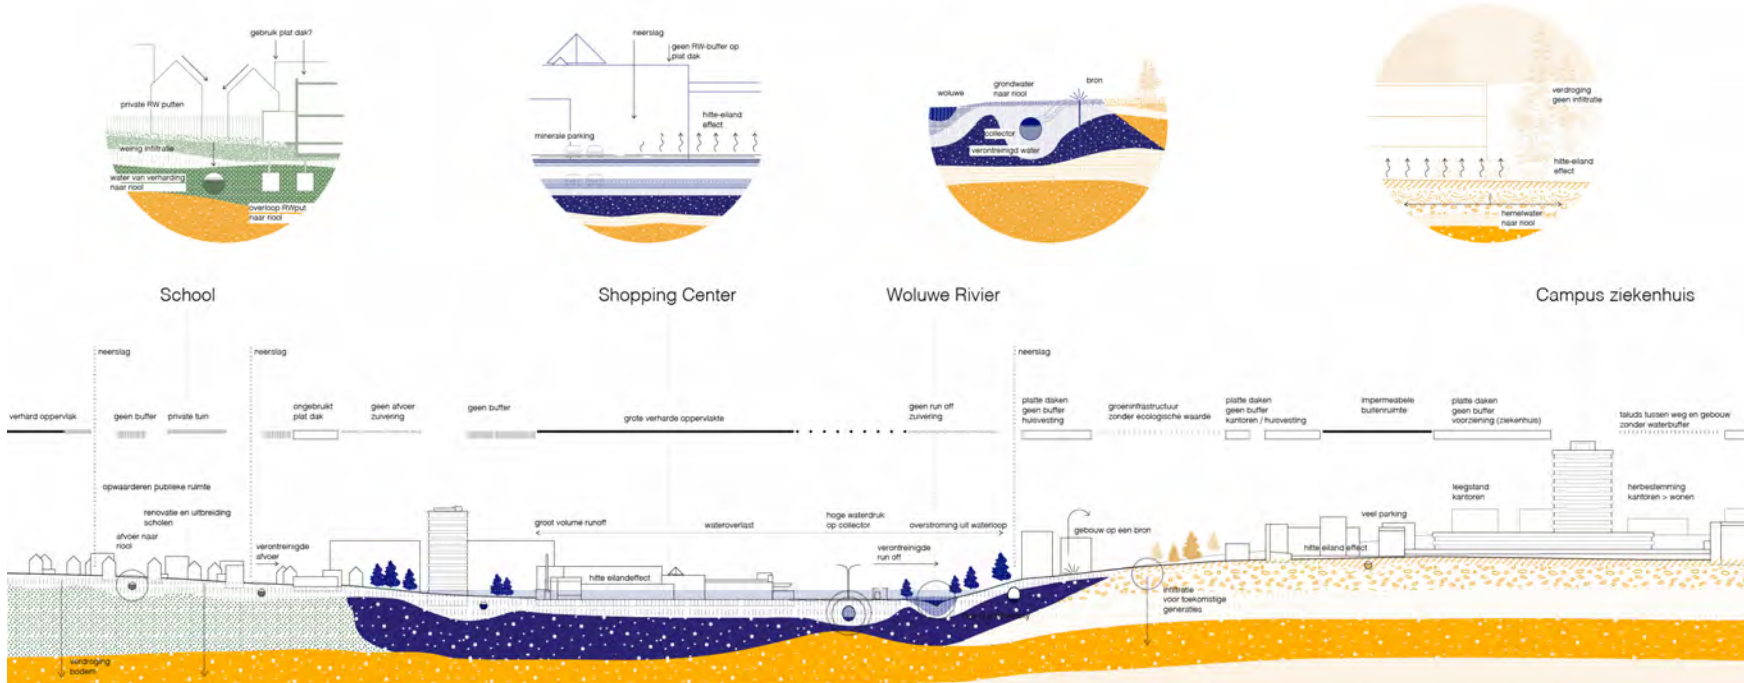 gebruik plat dak?
private RW putten
weinig infiltratie
water van verharding
naar riool
overloop RWput
naar riool
neerslag
geen RW-buffer op
plat dak
hitte-eiland
effect
minerale parking
woluwe
grondwater
naar riool
bron
collector
verontreinigd water
verdroging
geen infiltratie
hitte-eiland
effect
hemelwater
naar riool
School
Shopping Center
Woluwe Rivier
Campus ziekenhuis
neerslag
neerslag
neerslag
verhard oppervlak
geen buffer
private tuin
ongebruikt
plat dak
geen afvoer
zuivering
geen buffer
grote verharde oppervlakte
geen run off
zuivering
platte daken
geen buffer
huisvesting
groeninfrastructuur
zonder ecologische waarde
platte daken
geen buffer
kantoren / huisvesting
impermeabele
buitenruimte
platte daken
geen buffer
voorziening (ziekenhuis)
taluds tussen weg en gebouw
zonder waterbuffer
opwaarderen publieke ruimte
renovatie en uitbreiding
scholen
afvoer naar
riool
verontreinigde
afvoer
groot volume runoff
wateroverlast
hoge waterdruk
op collector
overstroming uit waterloop
verontreinigde
run off
gebouw op een bron
hitte eilandeffect
leegstand
kantoren
herbestemming
kantoren > wonen
veel parking
hitte eiland effect
infiltratie
voor toekomstige
generaties
verdroging
bodem